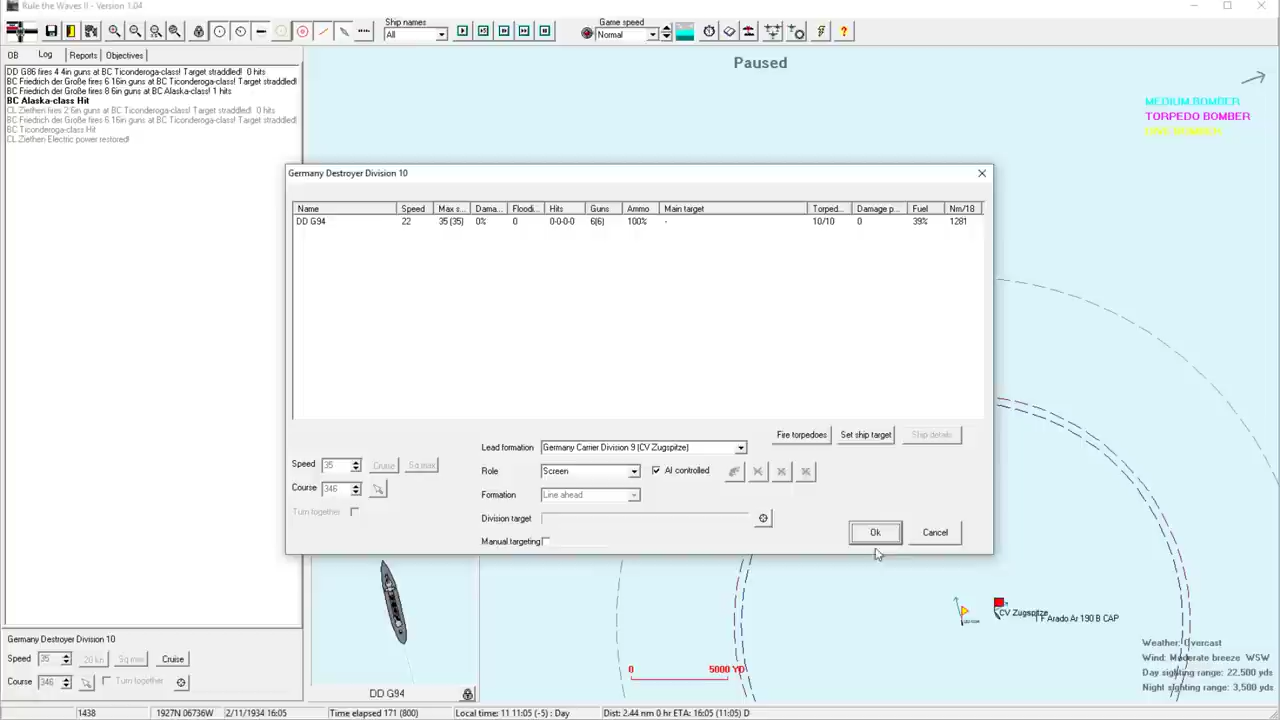 Rule the Waves II - Version 1.04
Ship names
All
Game speed
Normal
OB Log Reports Objectives
DD G86 fires 4 4in guns at BC Ticonderoga-class! Target straddled! 0 hits
BC Friedrich der Große fires 6 16in guns at BC Ticonderoga-class! Target straddled!
BC Friedrich der Große fires 8 6in guns at BC Alaska-class! 1 hits
BC Alaska-class Hit
CL Ziethen fires 2 6in guns at BC Ticonderoga-class! Target straddled! 0 hits
BC Friedrich der Große fires 6 16in guns at BC Ticonderoga-class! Target straddled!
BC Ticonderoga-class Hit
CL Ziethen Electric power restored!
Paused
MEDIUM BOMBER
TORPEDO BOMBER
DIVE BOMBER
Germany Destroyer Division 10
Name Speed Max s... Dama... Floodi... Hits Guns Ammo Main target Torped... Damage p... Fuel Nm/18
DD G94 22 35 (35) 0% 0 0-0-0-0 6(6) 100% - 10/10 0 39% 1281
Fire torpedoes Set ship target Ship details
Lead formation Germany Carrier Division 9 (CV Zugspitze)
Speed 35 Cruise Sq max
Role Screen AI controlled
Course 346
Formation Line ahead
Turn together
Division target
Manual targeting
Ok Cancel
CV Zugspitze
F Arado Ar 190 B CAP
Germany Destroyer Division 10
Speed 35 20 kn Sq max Cruise
Course 346 Turn together
DD G94
0 5000 YD
Weather: Overcast
Wind: Moderate breeze WSW
Day sighting range: 22,500 yds
Night sighting range: 3,500 yds
1438 1927N 06736W 2/11/1934 16:05 Time elapsed 171 (800) Local time: 11 11:05 (-5) : Day Dist: 2.44 nm 0 hr ETA: 16:05 (11:05) D